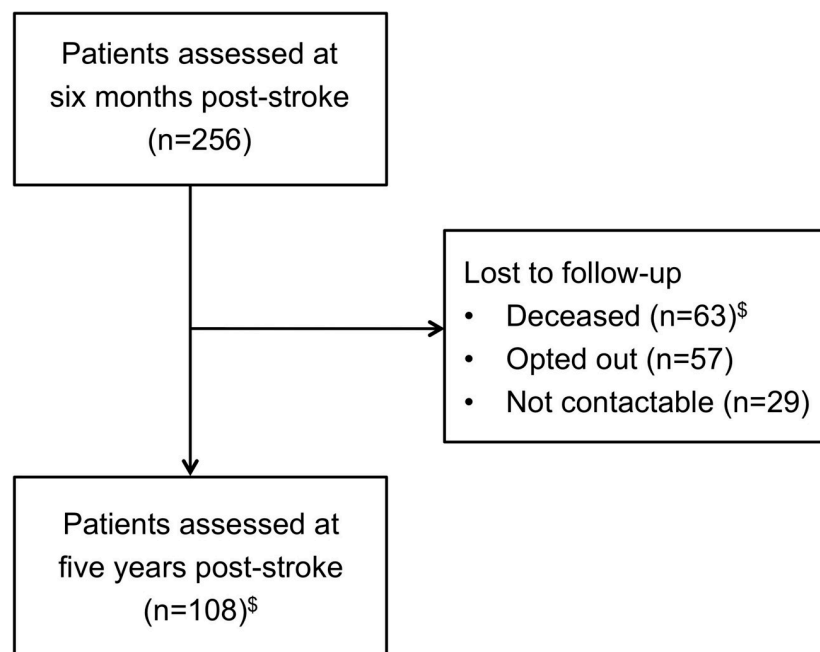 Patients assessed at
six months post-stroke
(n=256)
Lost to follow-up
• Deceased (n=63)$
• Opted out (n=57)
• Not contactable (n=29)
Patients assessed at
five years post-stroke
(n=108)$